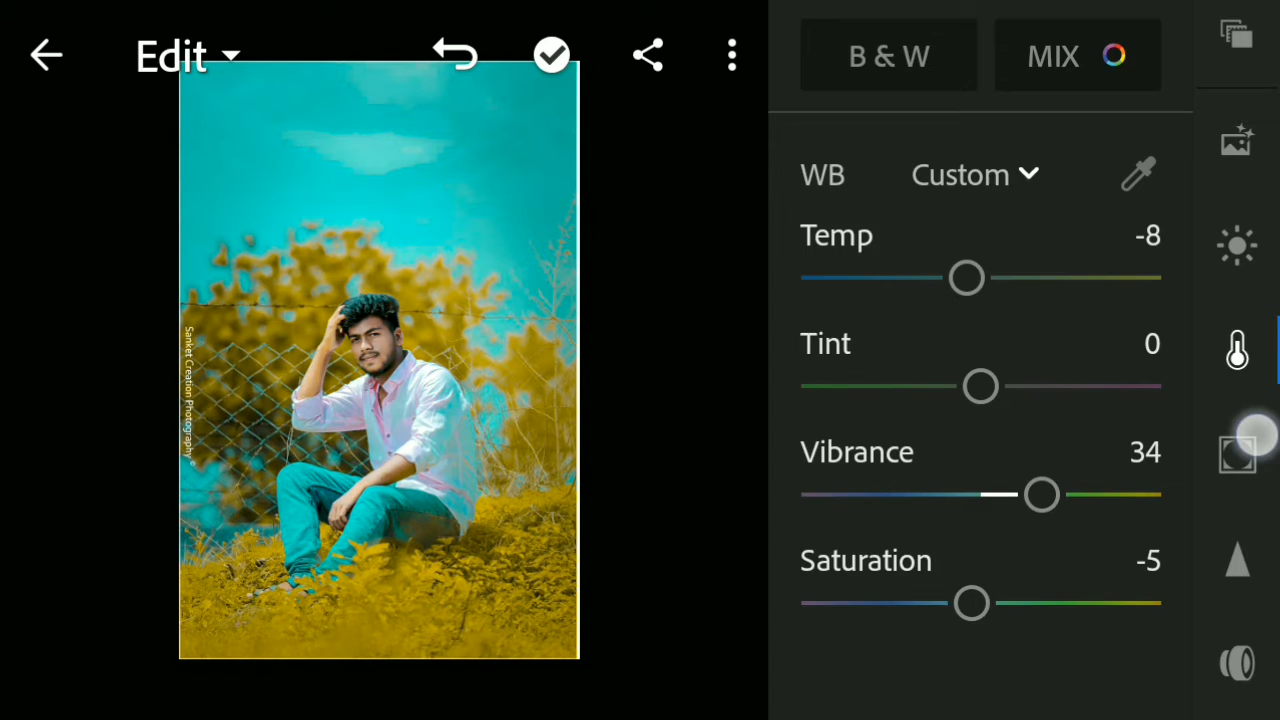 Edit
B & W
MIX
WB
Custom
Temp
-8
Tint
0
Vibrance
34
Saturation
-5
Sanket Creation Photography ©